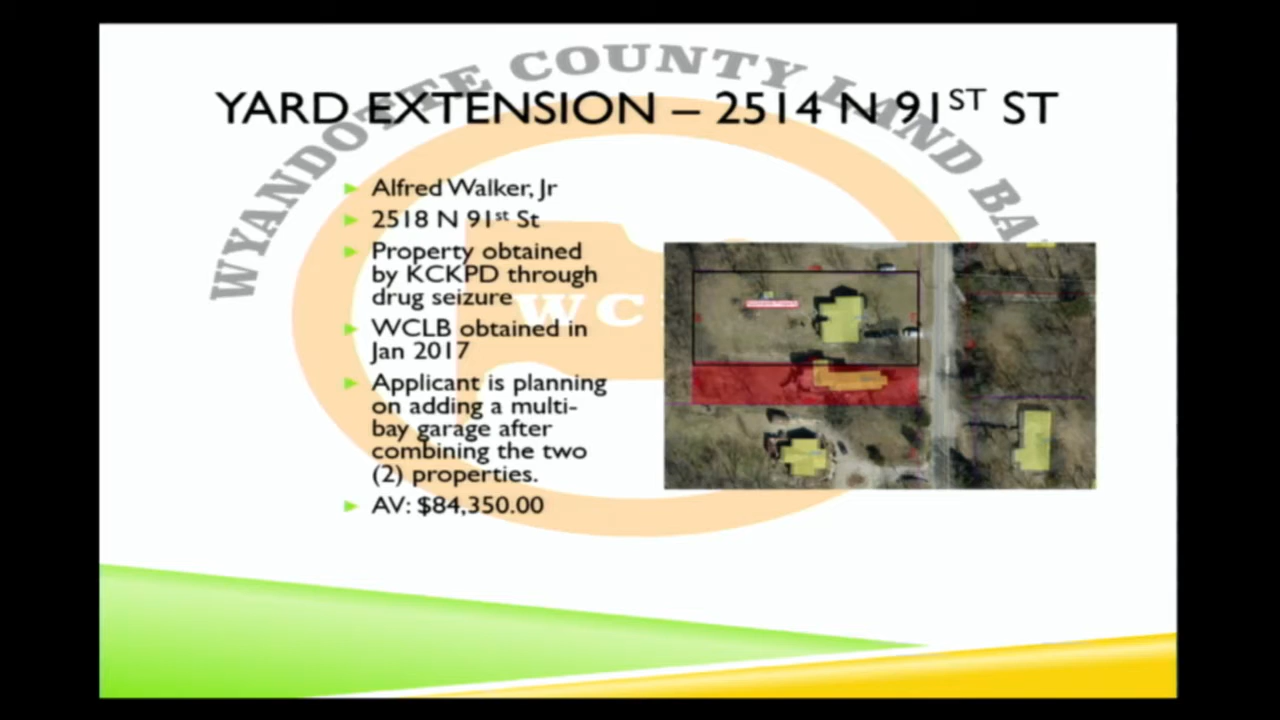 WYANDOTTE COUNTY LAND BA
YARD EXTENSION – 2514 N 91ST ST
Alfred Walker, Jr
2518 N 91st St
Property obtained
by KCKPD through
drug seizure
WCLB obtained in
Jan 2017
Applicant is planning
on adding a multi-
bay garage after
combining the two
(2) properties.
AV: $84,350.00
WC